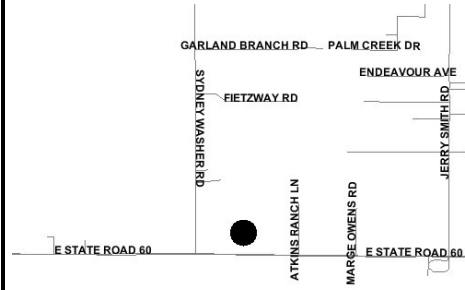 GARLAND BRANCH RD
PALM CREEK DR
ENDEAVOUR AVE
SYDNEY WASHER RD
FIETZWAY RD
JERRY SMITH RD
ATKINS RANCH LN
MARGE OWENS RD
E STATE ROAD 60
E STATE ROAD 60